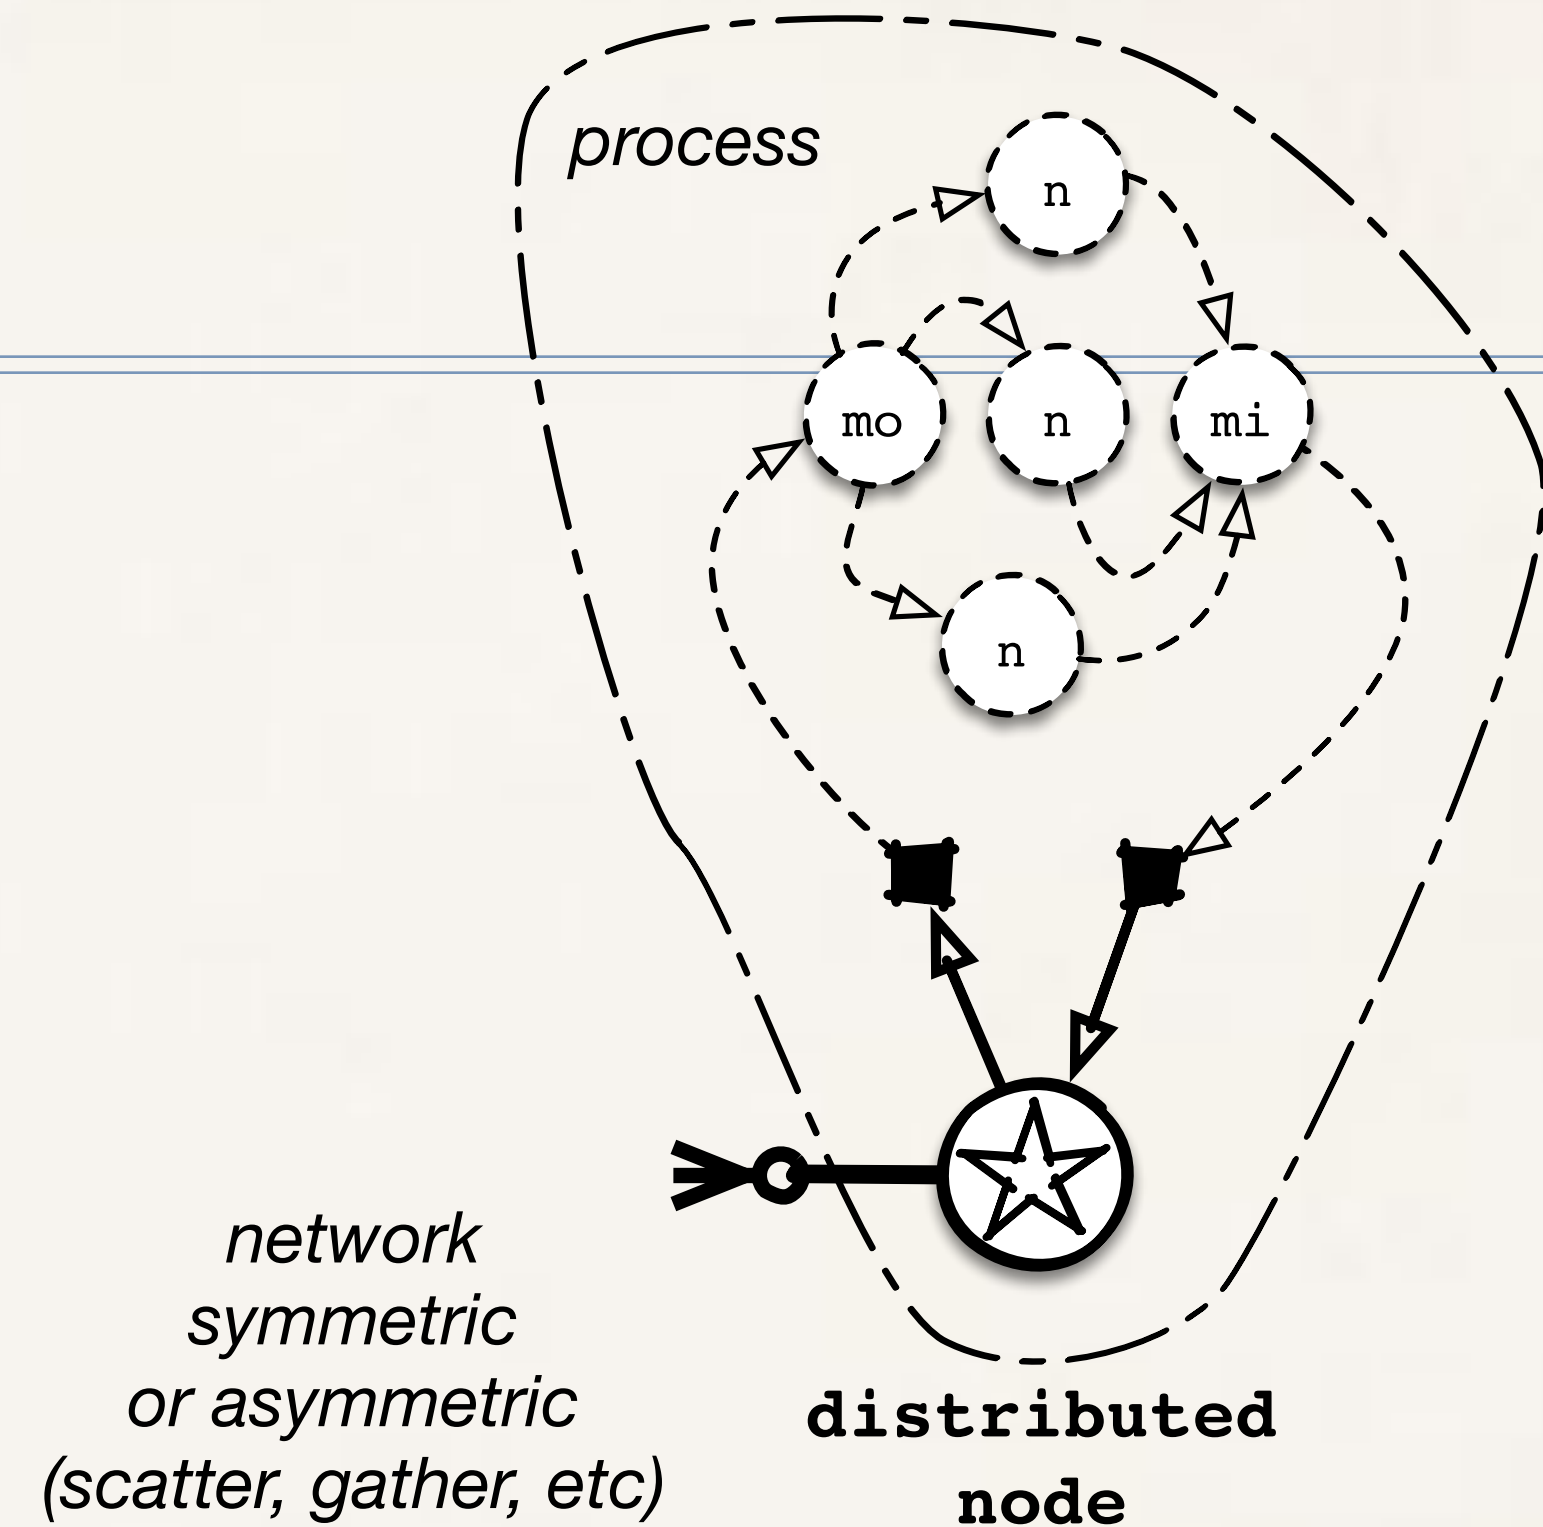 process
n
mo
n
mi
n
network
symmetric
or asymmetric
(scatter, gather, etc)
distributed
node